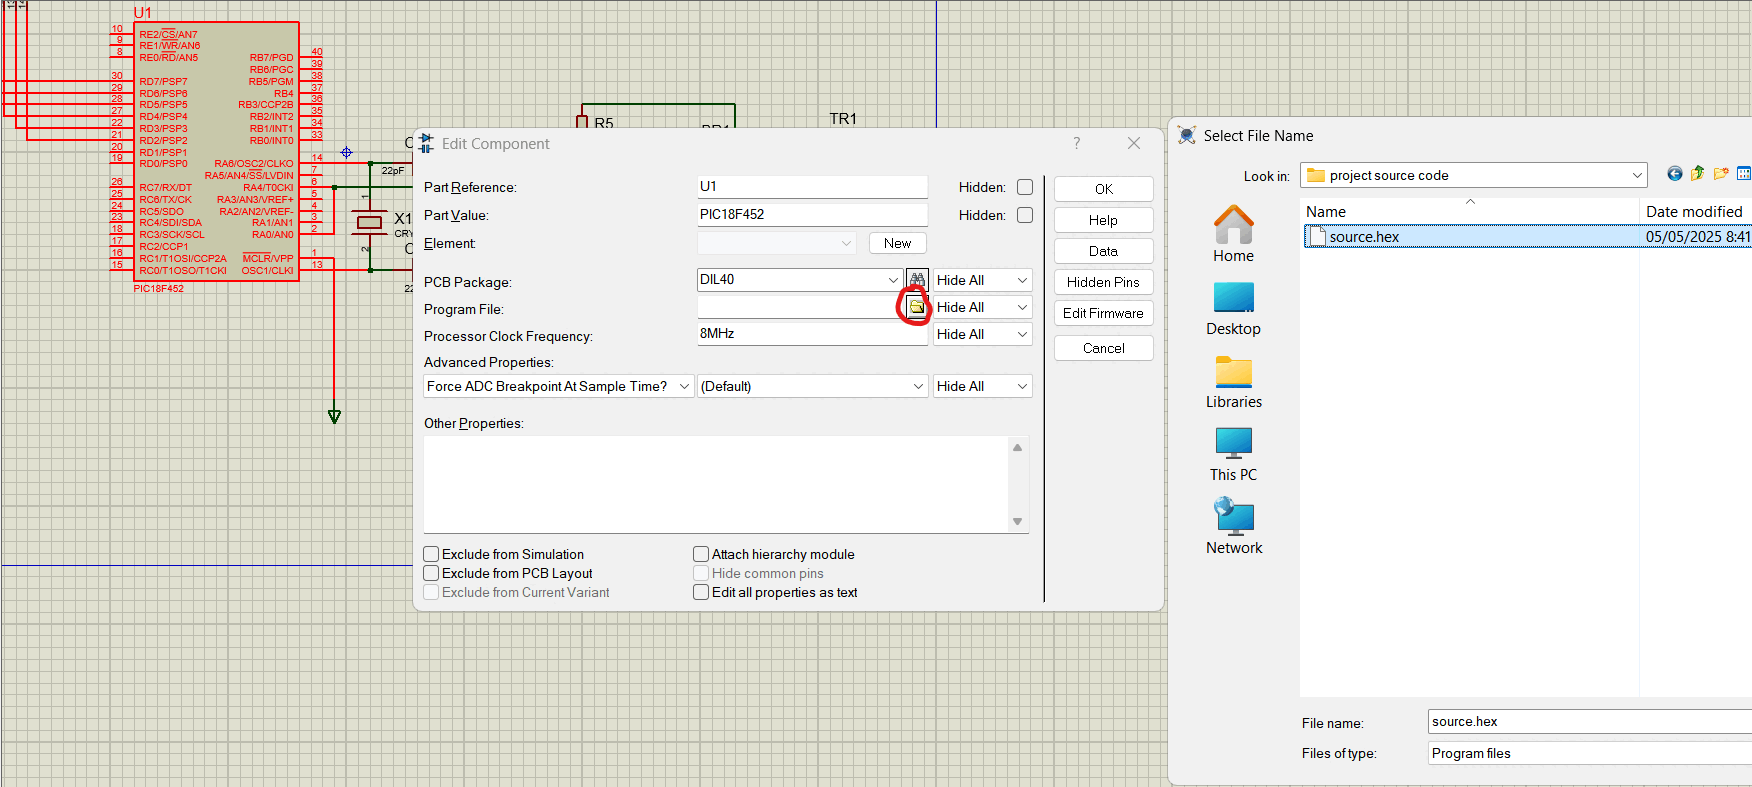 U1
10 RE2/CS/AN7
9 RE1/WR/AN6
8 RE0/RD/AN5
30 RD7/PSP7
29 RD6/PSP6
28 RD5/PSP5
27 RD4/PSP4
22 RD3/PSP3
21 RD2/PSP2
20 RD1/PSP1
19 RD0/PSP0
26 RC7/RX/DT
25 RC6/TX/CK
24 RC5/SDO
23 RC4/SDI/SDA
18 RC3/SCK/SCL
17 RC2/CCP1
16 RC1/T1OSI/CCP2A
15 RC0/T1OSO/T1CKI
RB7/PGD 40
RB6/PGC 39
RB5/PGM 38
RB4 37
RB3/CCP2B 36
RB2/INT2 35
RB1/INT1 34
RB0/INT0 33
RA6/OSC2/CLKO 14
RA5/AN4/SS/LVDIN 7
RA4/T0CKI 6
RA3/AN3/VREF+ 5
RA2/AN2/VREF- 4
RA1/AN1 3
RA0/AN0 2
MCLR/VPP 1
OSC1/CLKI 13
PIC18F452
22pF
1
X1
CRY
2
22
R5
TR1
Edit Component
?
Part Reference: U1 Hidden:
Part Value: PIC18F452 Hidden:
Element: New
PCB Package: DIL40 Hide All
Program File: Hide All
Processor Clock Frequency: 8MHz Hide All
Advanced Properties:
Force ADC Breakpoint At Sample Time? (Default) Hide All
Other Properties:
Exclude from Simulation
Exclude from PCB Layout
Exclude from Current Variant
Attach hierarchy module
Hide common pins
Edit all properties as text
OK
Help
Data
Hidden Pins
Edit Firmware
Cancel
Select File Name
Look in: project source code
Home
Desktop
Libraries
This PC
Network
Name Date modified
source.hex 05/05/2025 8:41
File name: source.hex
Files of type: Program files